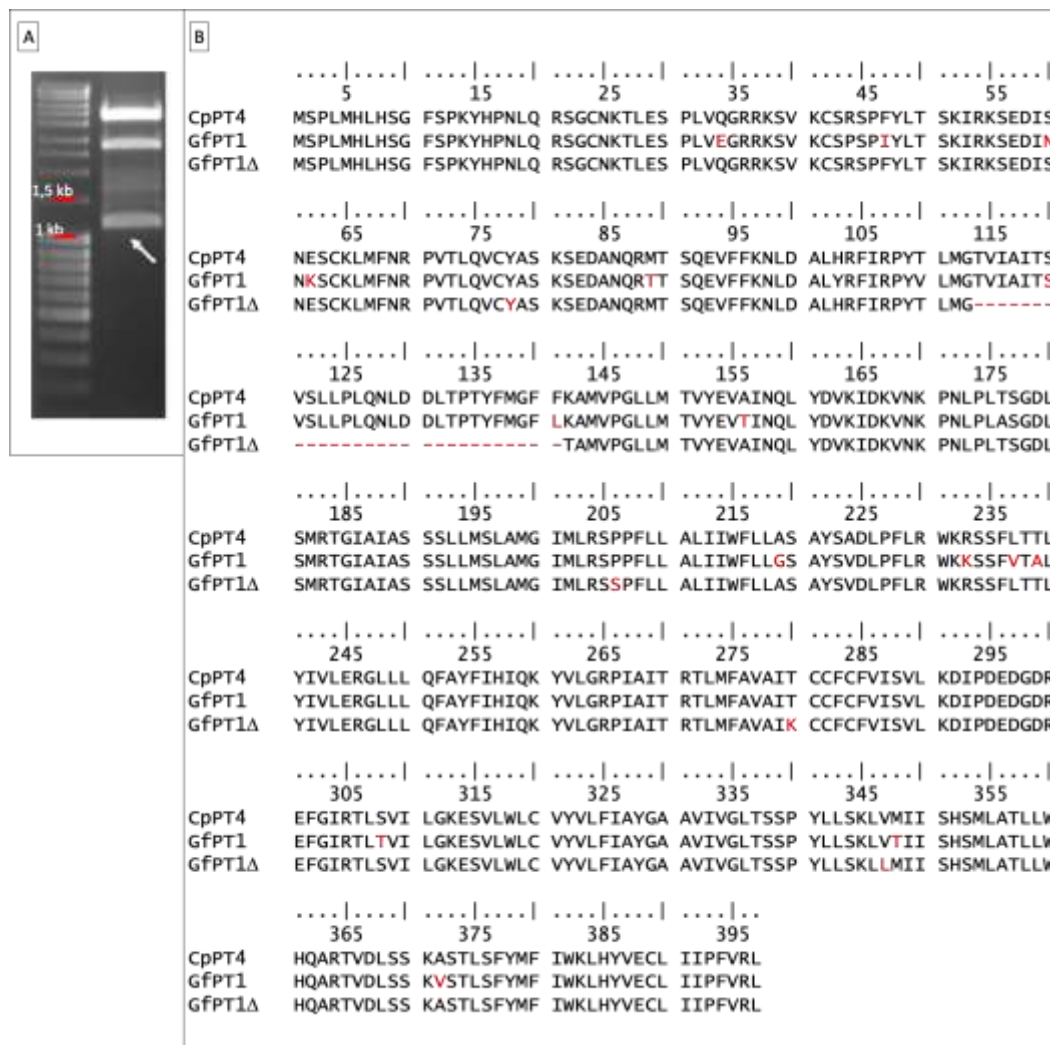 A
B
1,5 kb
1 kb
....|....| ....|....| ....|....| ....|....| ....|....| ....|....|
5 15 25 35 45 55
CpPT4 MSPLMHLHSG FSPKYHPNLQ RSGCNKTLES PLVQGRRKSV KCSRSPFYLT SKIRKSEDIS
GfPT1 MSPLMHLHSG FSPKYHPNLQ RSGCNKTLES PLVEGRRKSV KCSPSPIYLT SKIRKSEDIN
GfPT1Δ MSPLMHLHSG FSPKYHPNLQ RSGCNKTLES PLVQGRRKSV KCSRSPFYLT SKIRKSEDIS
....|....| ....|....| ....|....| ....|....| ....|....| ....|....|
65 75 85 95 105 115
CpPT4 NESCKLMFNR PVTLQVCYAS KSEDANQRMT SQEVFFKNLD ALHRFIRPYT LMGTVIAITS
GfPT1 NKSCKLMFNR PVTLQVCYAS KSEDANQRTT SQEVFFKNLD ALYRFIRPYV LMGTVIAITS
GfPT1Δ NESCKLMFNR PVTLQVCYAS KSEDANQRMT SQEVFFKNLD ALHRFIRPYT LMG-------
....|....| ....|....| ....|....| ....|....| ....|....| ....|....|
125 135 145 155 165 175
CpPT4 VSLLPLQNLD DLTPTYFMGF FKAMVPGLLM TVYEVAINQL YDVKIDKVNK PNLPLTSGDL
GfPT1 VSLLPLQNLD DLTPTYFMGF LKAMVPGLLM TVYEVTINQL YDVKIDKVNK PNLPLASGDL
GfPT1Δ ---------- ---------- -TAMVPGLLM TVYEVAINQL YDVKIDKVNK PNLPLTSGDL
....|....| ....|....| ....|....| ....|....| ....|....| ....|....|
185 195 205 215 225 235
CpPT4 SMRTGIAIAS SSLLMSLAMG IMLRSPPFLL ALIIWFLLAS AYSADLPFLR WKRSSFLTTL
GfPT1 SMRTGIAIAS SSLLMSLAMG IMLRSPPFLL ALIIWFLLGS AYSVDLPFLR WKKSSFVTAL
GfPT1Δ SMRTGIAIAS SSLLMSLAMG IMLRSSPFLL ALIIWFLLAS AYSVDLPFLR WKRSSFLTTL
....|....| ....|....| ....|....| ....|....| ....|....| ....|....|
245 255 265 275 285 295
CpPT4 YIVLERGLLL QFAYFIHIQK YVLGRPIAIT RTLMFAVAIT CCFCFVISVL KDIPDEDGDR
GfPT1 YIVLERGLLL QFAYFIHIQK YVLGRPIAIT RTLMFAVAIT CCFCFVISVL KDIPDEDGDR
GfPT1Δ YIVLERGLLL QFAYFIHIQK YVLGRPIAIT RTLMFAVAIK CCFCFVISVL KDIPDEDGDR
....|....| ....|....| ....|....| ....|....| ....|....| ....|....|
305 315 325 335 345 355
CpPT4 EFGIRTLSVI LGKESVLWLC VYVLFIAYGA AVIVGLTSSP YLLSKLVMII SHSMLATLLW
GfPT1 EFGIRTLTVI LGKESVLWLC VYVLFIAYGA AVIVGLTSSP YLLSKLVTII SHSMLATLLW
GfPT1Δ EFGIRTLSVI LGKESVLWLC VYVLFIAYGA AVIVGLTSSP YLLSKLLMII SHSMLATLLW
....|....| ....|....| ....|....| ....|..
365 375 385 395
CpPT4 HQARTVDLSS KASTLSFYMF IWKLHYVECL IIPFVRL
GfPT1 HQARTVDLSS KVSTLSFYMF IWKLHYVECL IIPFVRL
GfPT1Δ HQARTVDLSS KASTLSFYMF IWKLHYVECL IIPFVRL